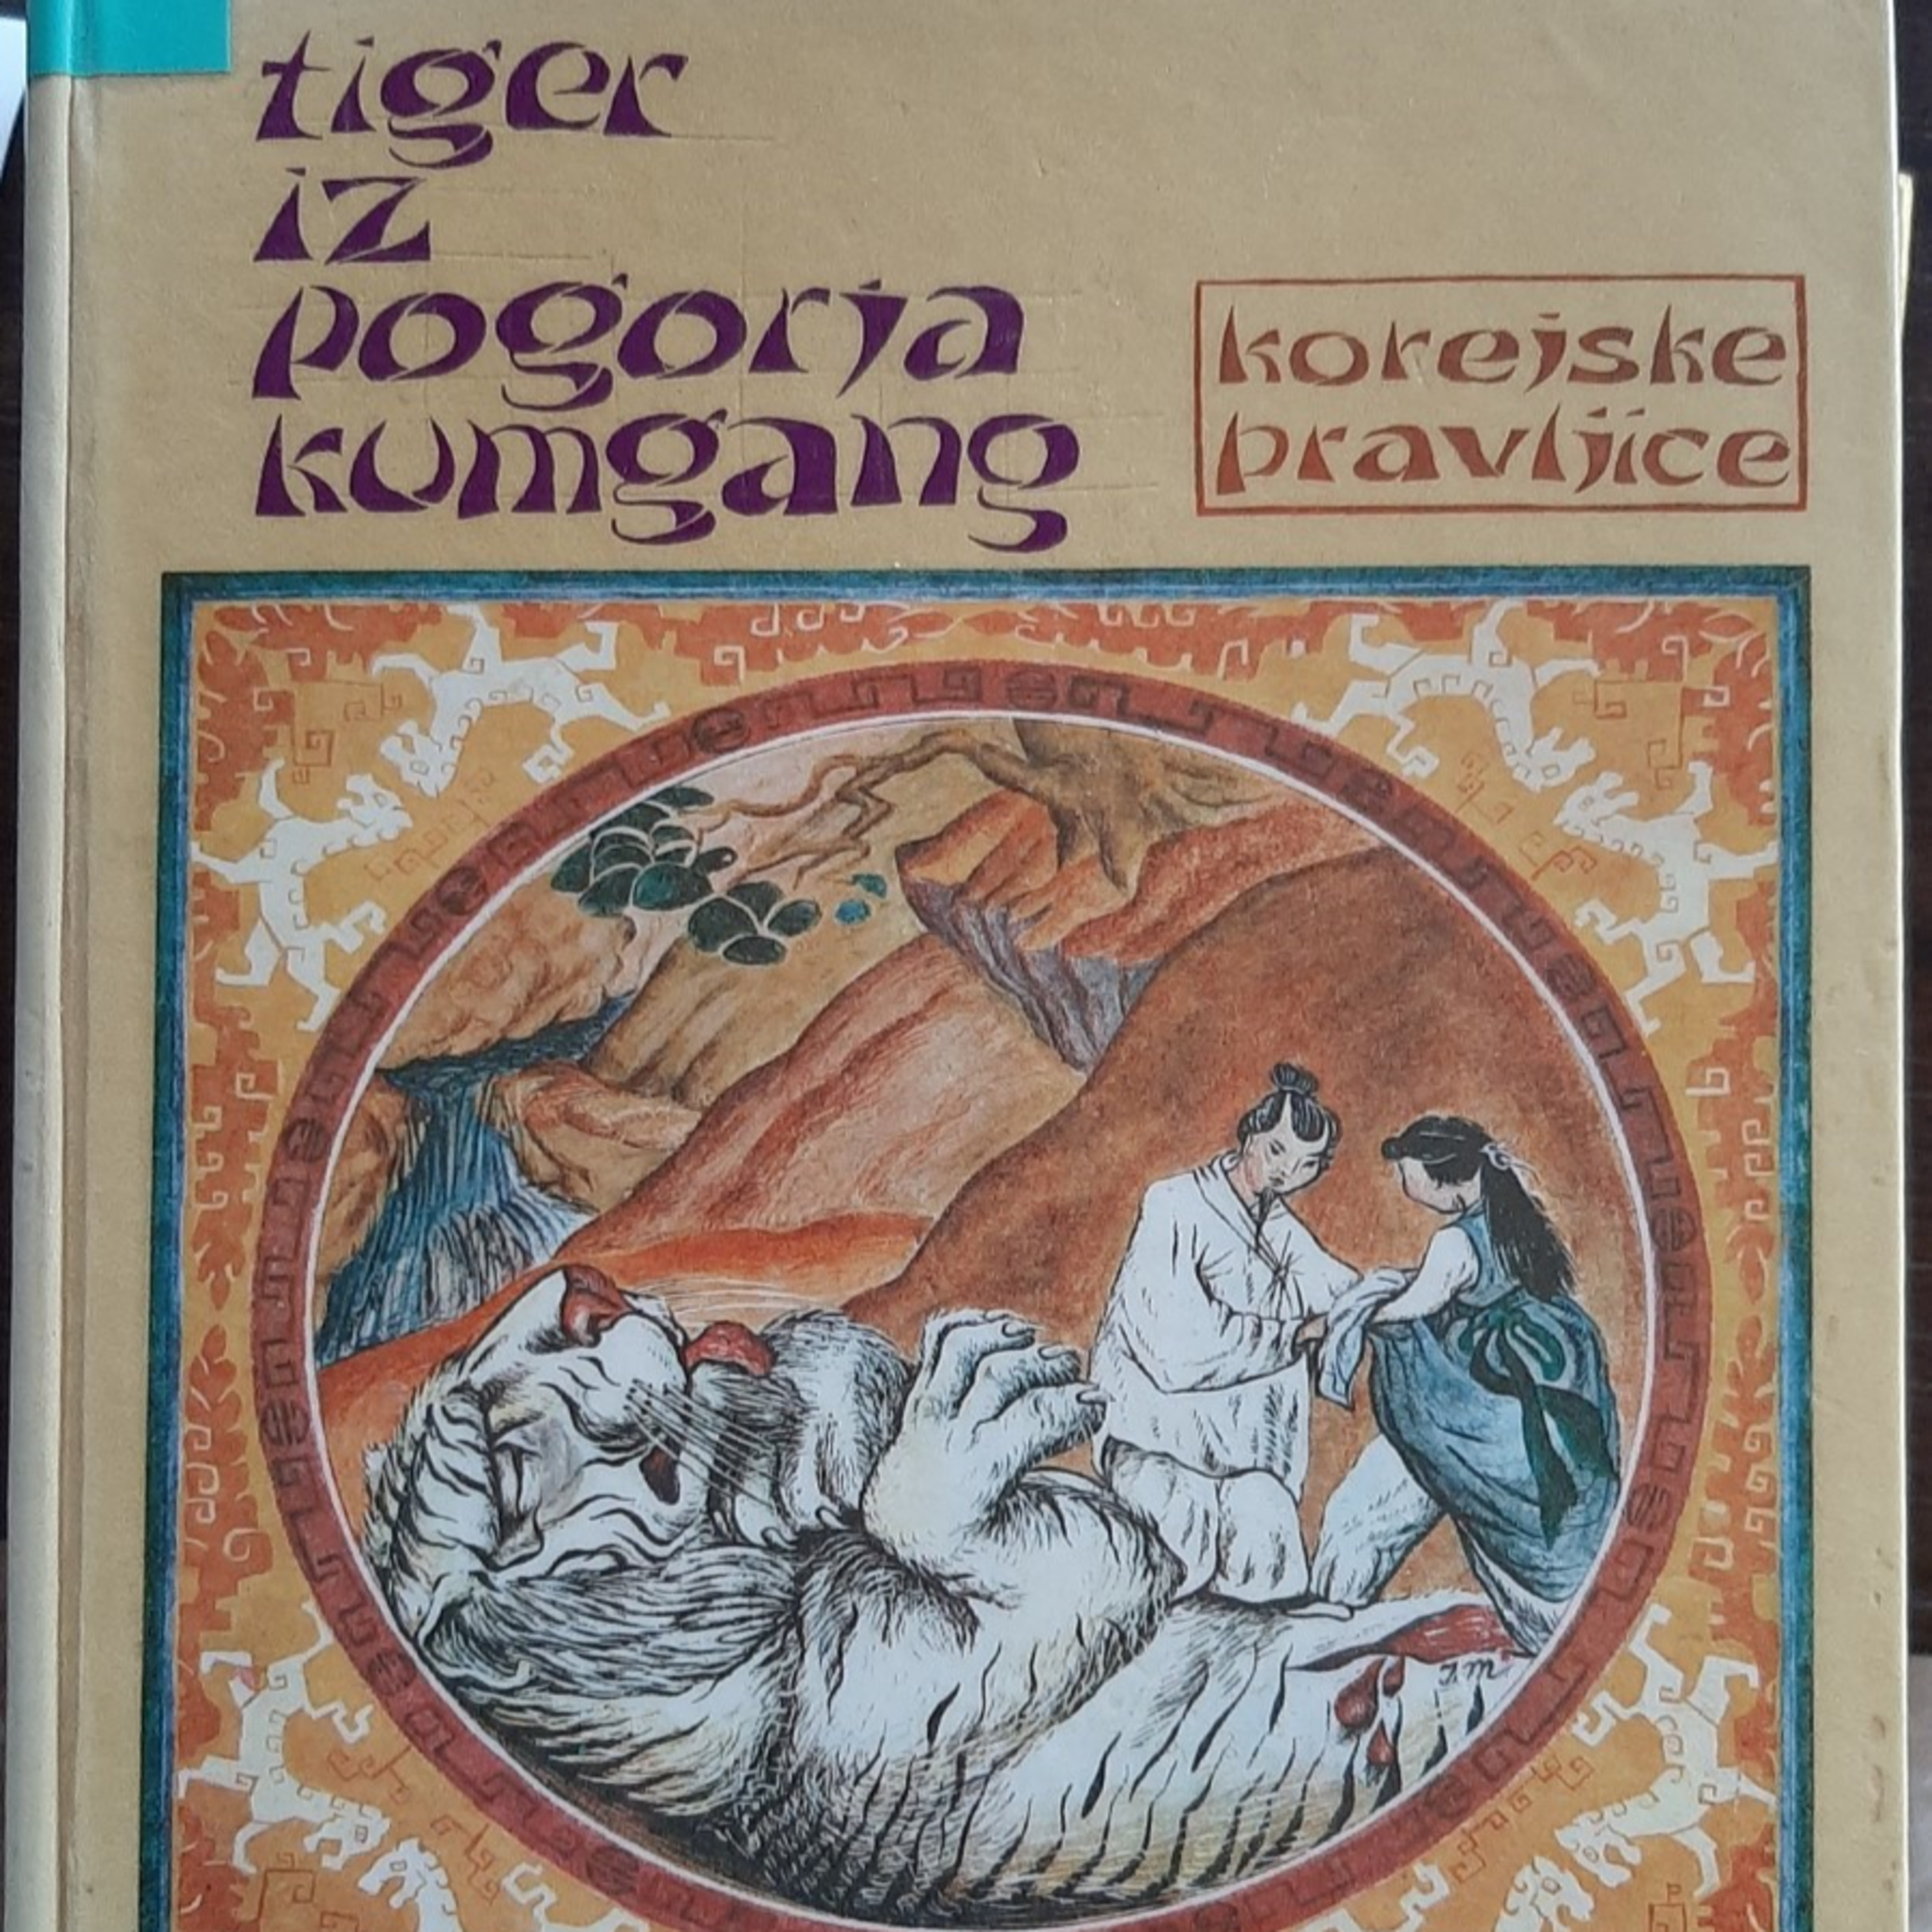 tiger
iz
pogorja
kumgang
korejske
pravljice
T.M